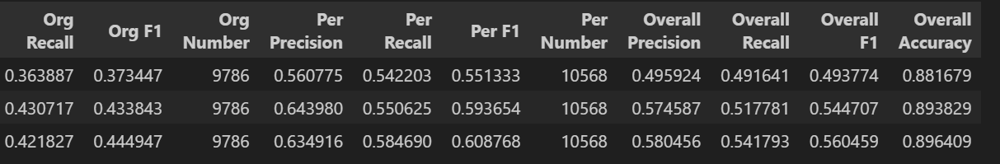 Org Recall Org F1 Org Number Per Precision Per Recall Per F1 Per Number Overall Precision Overall Recall Overall F1 Overall Accuracy
0.363887 0.373447 9786 0.560775 0.542203 0.551333 10568 0.495924 0.491641 0.493774 0.881679
0.430717 0.433843 9786 0.643980 0.550625 0.593654 10568 0.574587 0.517781 0.544707 0.893829
0.421827 0.444947 9786 0.634916 0.584690 0.608768 10568 0.580456 0.541793 0.560459 0.896409